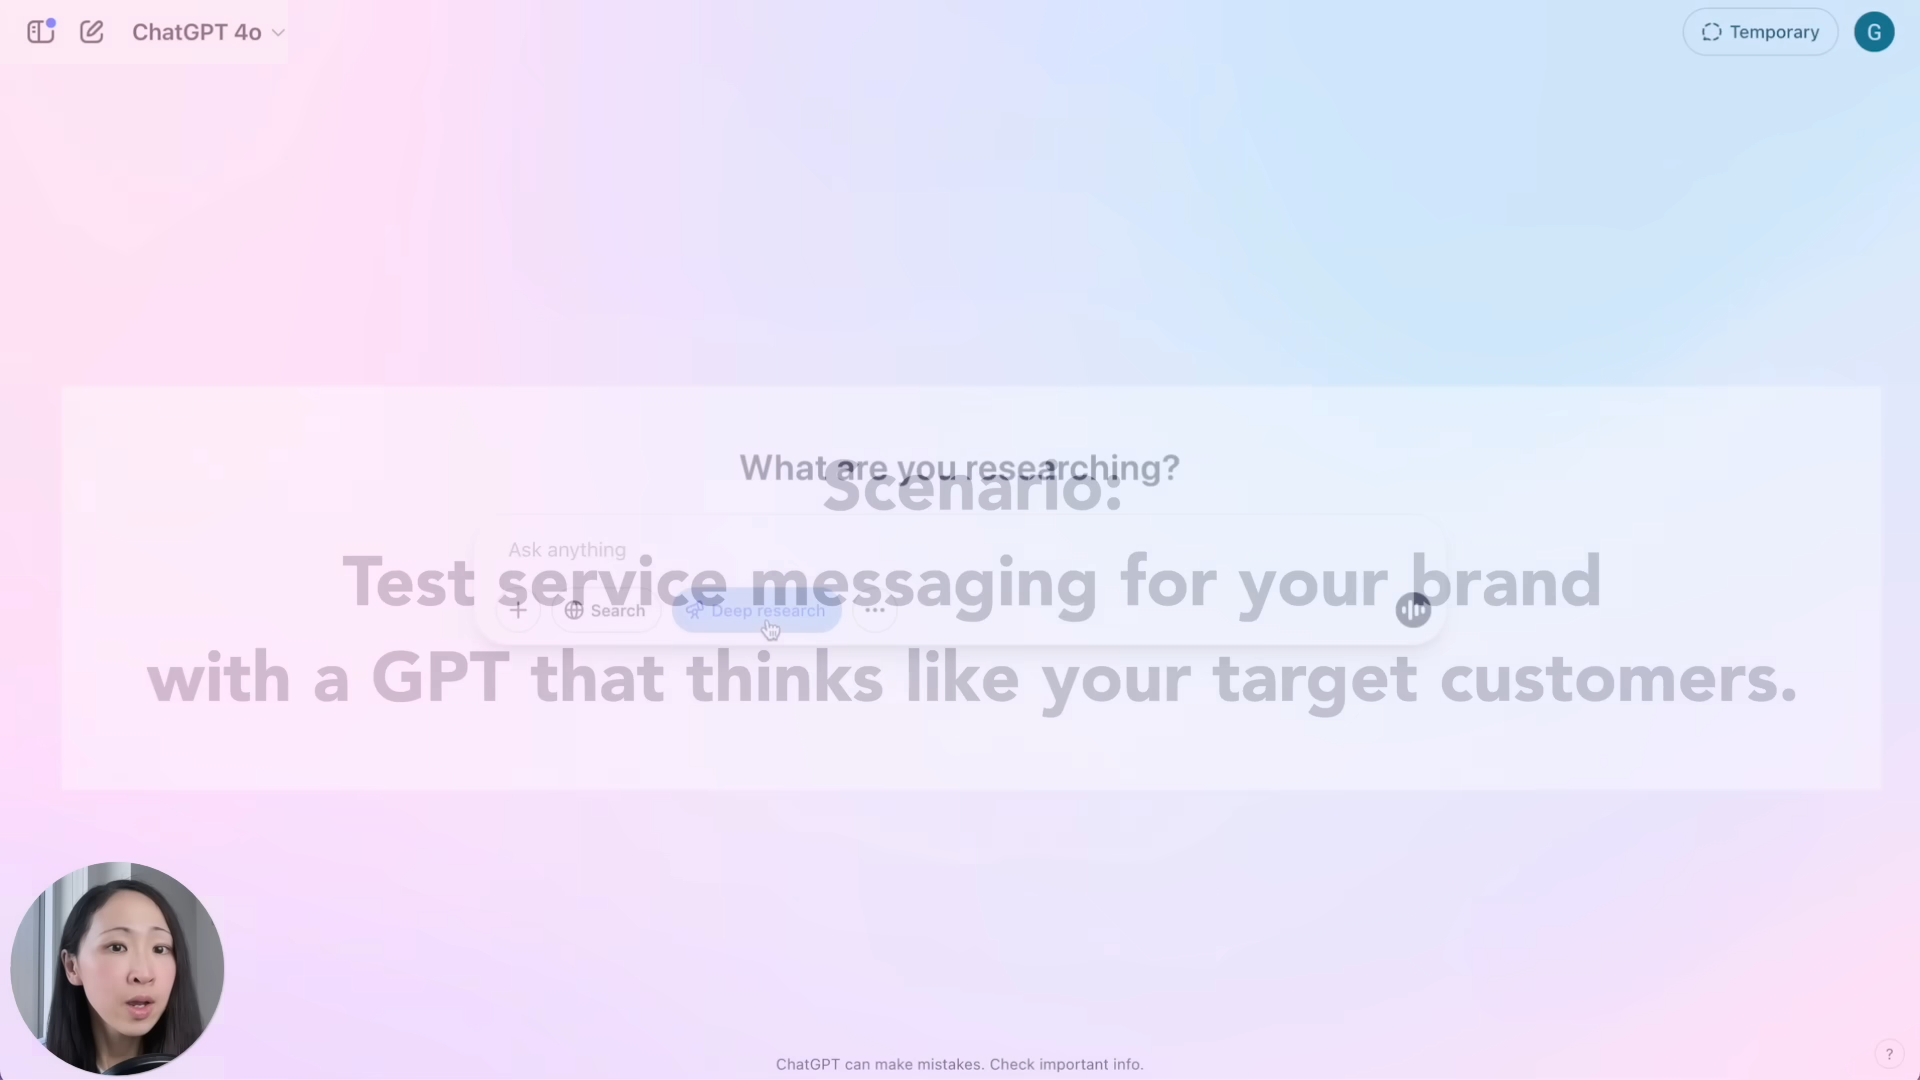 ChatGPT 4o
Temporary
G
What are you researching?
Scenario:
Ask anything
Test service messaging for your brand
Search
Deep research
with a GPT that thinks like your target customers.
ChatGPT can make mistakes. Check important info.
?